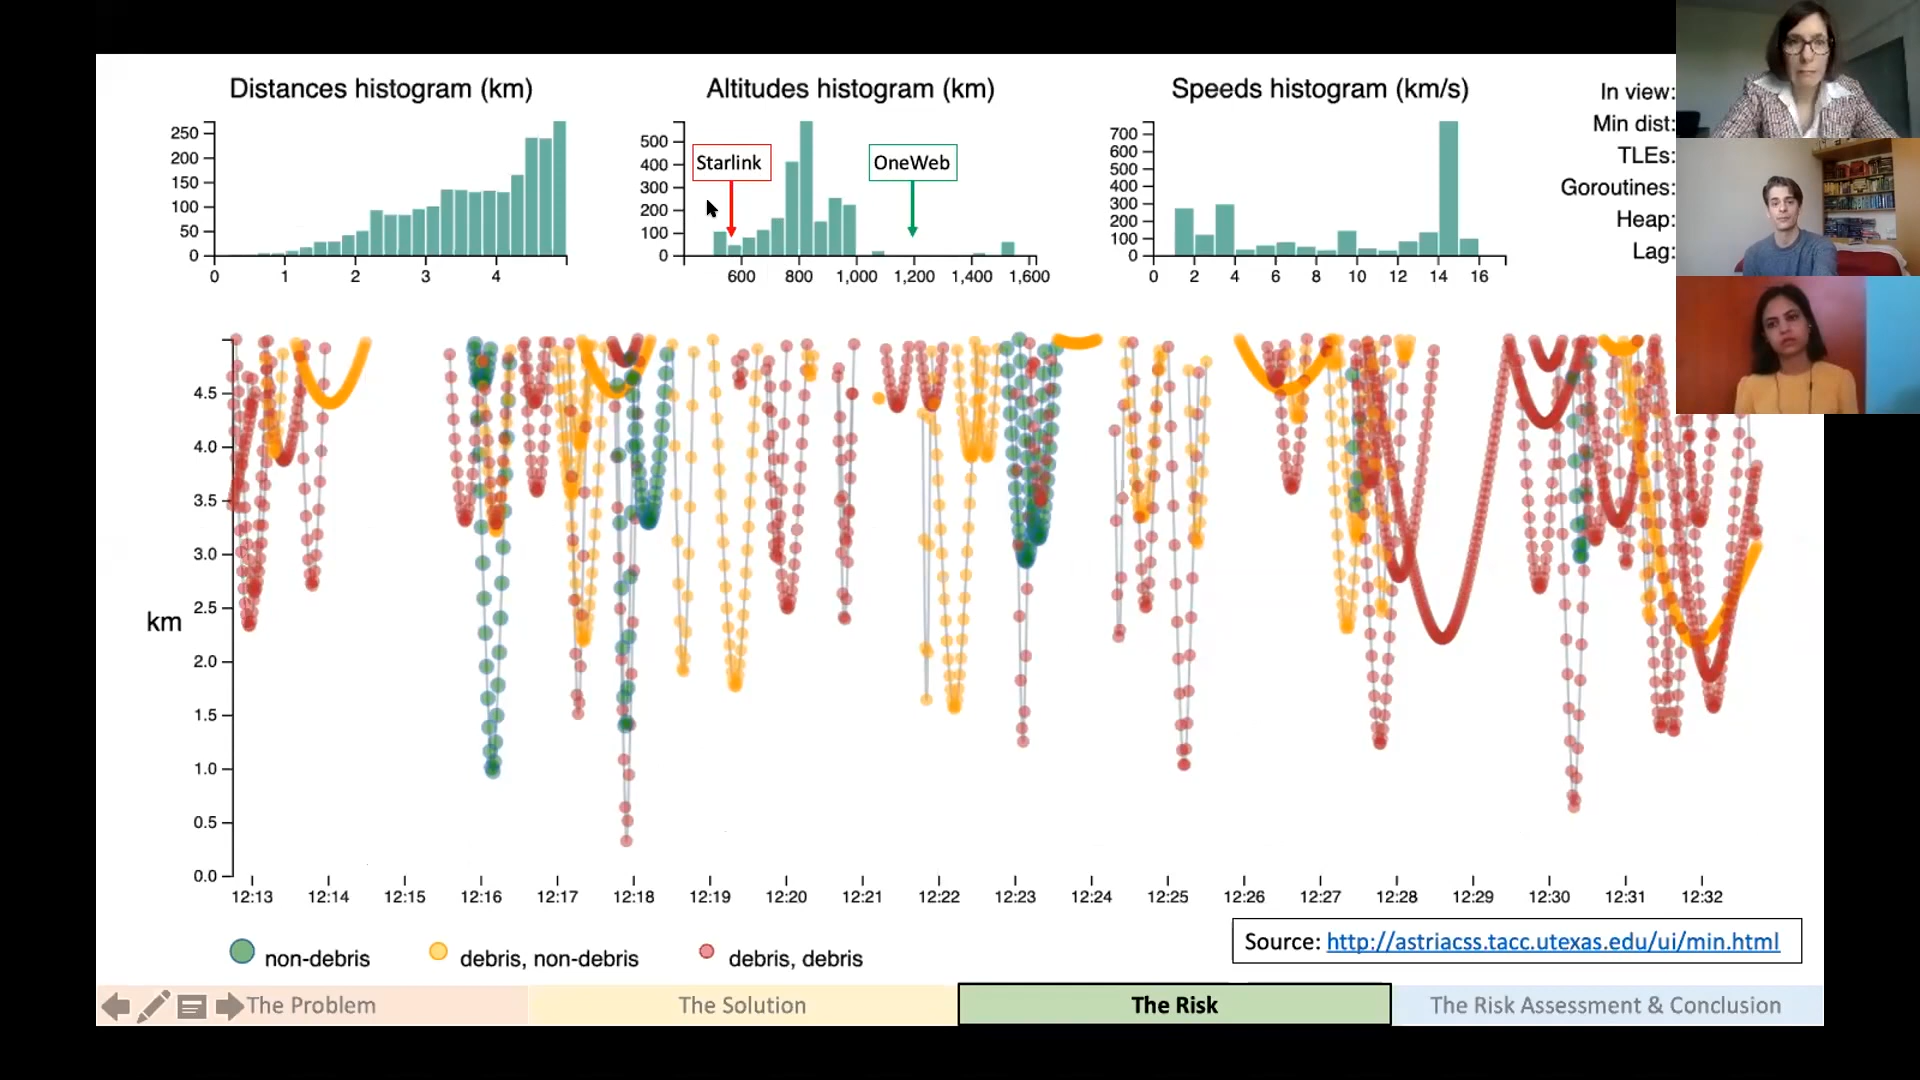 Distances histogram (km)
250
200
150
100
50
0
0 1 2 3 4
Altitudes histogram (km)
500
400
300
200
100
0
Starlink
OneWeb
600 800 1,000 1,200 1,400 1,600
Speeds histogram (km/s)
700
600
500
400
300
200
100
0
0 2 4 6 8 10 12 14 16
In view:
Min dist:
TLEs:
Goroutines:
Heap:
Lag:
4.5
4.0
3.5
3.0
2.5
2.0
1.5
1.0
0.5
0.0
km
12:13 12:14 12:15 12:16 12:17 12:18 12:19 12:20 12:21 12:22 12:23 12:24 12:25 12:26 12:27 12:28 12:29 12:30 12:31 12:32
non-debris
debris, non-debris
debris, debris
Source: http://astriacss.tacc.utexas.edu/ui/min.html
The Problem
The Solution
The Risk
The Risk Assessment & Conclusion